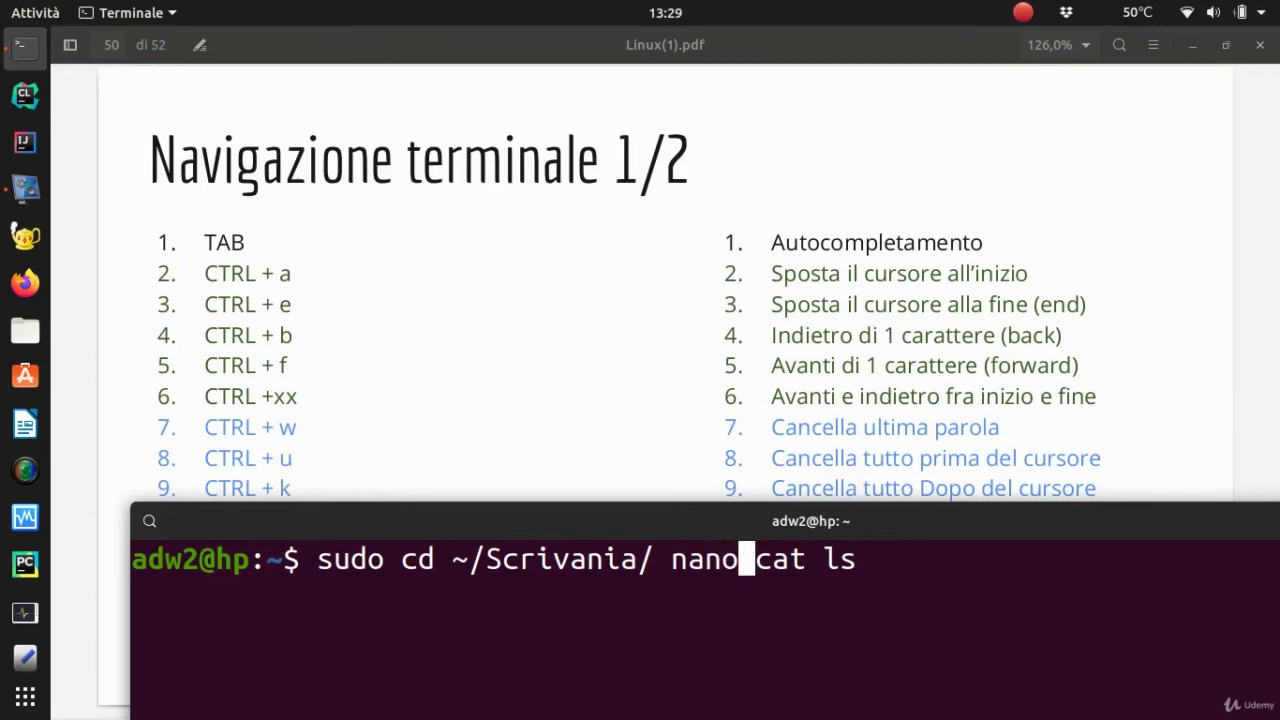 Attività Terminale 13:29 50°C
50 di 52 Linux(1).pdf 126,0%
Navigazione terminale 1/2
1. TAB 1. Autocompletamento
2. CTRL + a 2. Sposta il cursore all'inizio
3. CTRL + e 3. Sposta il cursore alla fine (end)
4. CTRL + b 4. Indietro di 1 carattere (back)
5. CTRL + f 5. Avanti di 1 carattere (forward)
6. CTRL +xx 6. Avanti e indietro fra inizio e fine
7. CTRL + w 7. Cancella ultima parola
8. CTRL + u 8. Cancella tutto prima del cursore
9. CTRL + k 9. Cancella tutto Dopo del cursore
adw2@hp: ~
adw2@hp:~$ sudo cd ~/Scrivania/ nano cat ls
CL
IJ
PC
Udemy